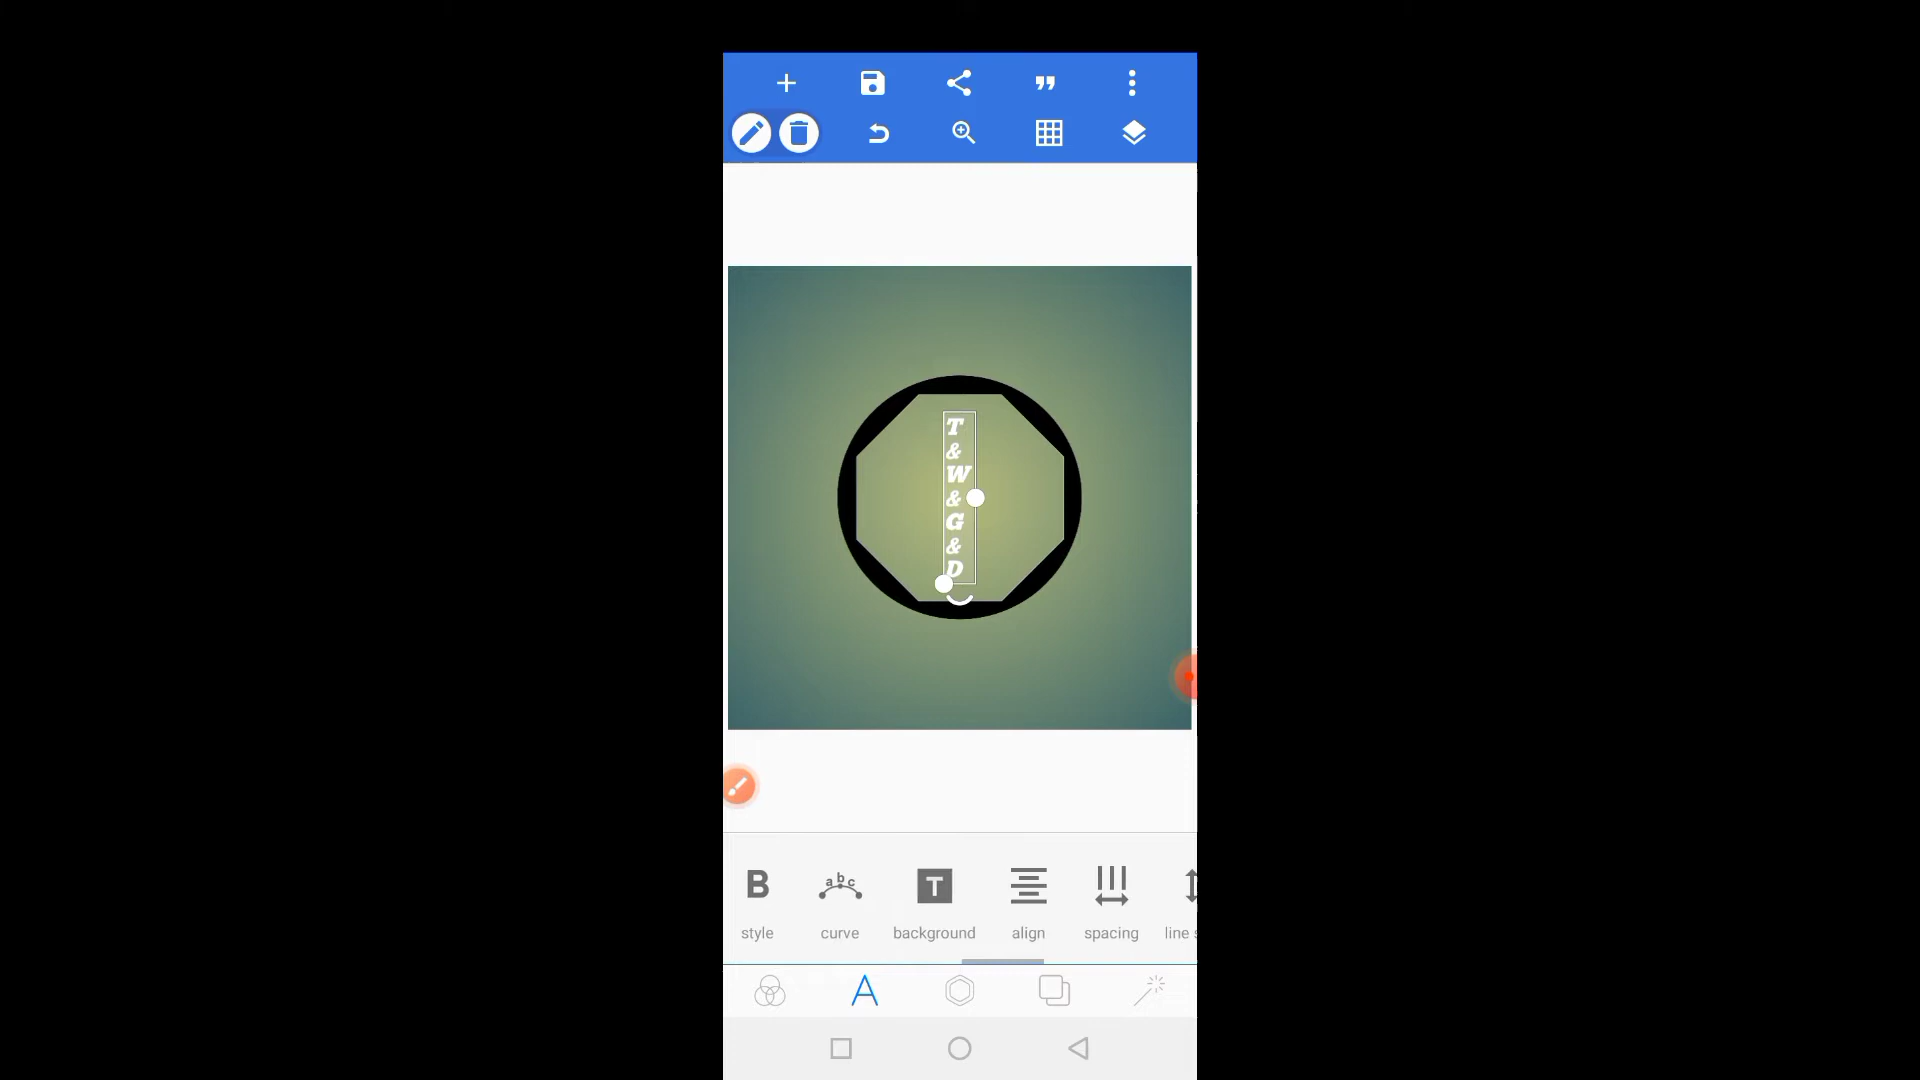 T
&
W
&
G
&
D
B
style
a b c
curve
T
background
align
spacing
line s
A